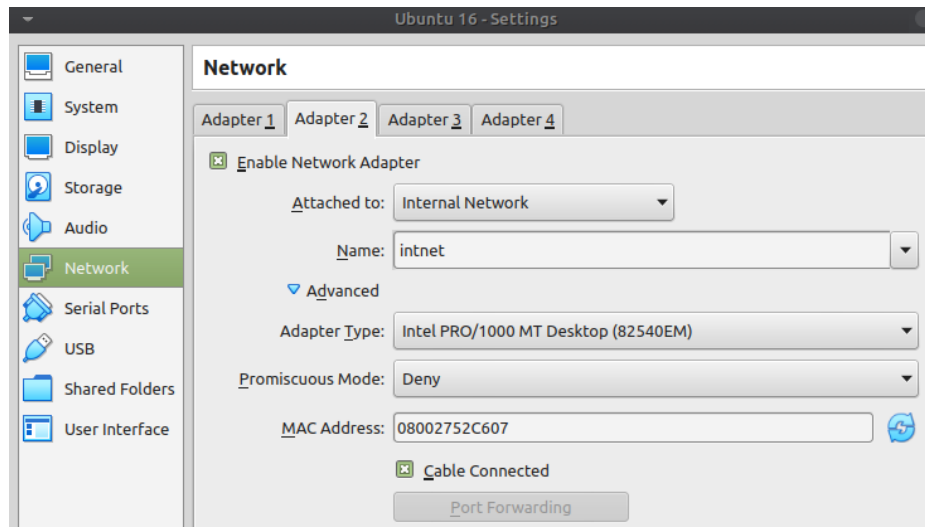 Ubuntu 16 - Settings
General
System
Display
Storage
Audio
Network
Serial Ports
USB
Shared Folders
User Interface
Network
Adapter 1 Adapter 2 Adapter 3 Adapter 4
Enable Network Adapter
Attached to: Internal Network
Name: intnet
Advanced
Adapter Type: Intel PRO/1000 MT Desktop (82540EM)
Promiscuous Mode: Deny
MAC Address: 08002752C607
Cable Connected
Port Forwarding